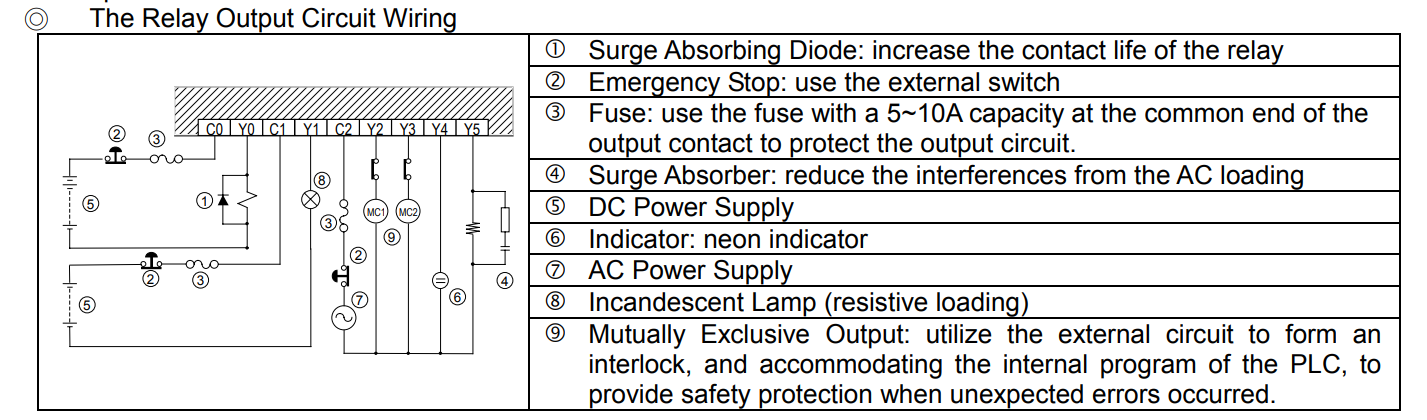 ◎ The Relay Output Circuit Wiring
C0 Y0 C1 Y1 C2 Y2 Y3 Y4 Y5
② ③
⑧
① 
⑤
MC1 MC2
③
⑨
②
② ③
⑥ ④
⑦
⑤
① Surge Absorbing Diode: increase the contact life of the relay
② Emergency Stop: use the external switch
③ Fuse: use the fuse with a 5~10A capacity at the common end of the
output contact to protect the output circuit.
④ Surge Absorber: reduce the interferences from the AC loading
⑤ DC Power Supply
⑥ Indicator: neon indicator
⑦ AC Power Supply
⑧ Incandescent Lamp (resistive loading)
⑨ Mutually Exclusive Output: utilize the external circuit to form an
interlock, and accommodating the internal program of the PLC, to
provide safety protection when unexpected errors occurred.